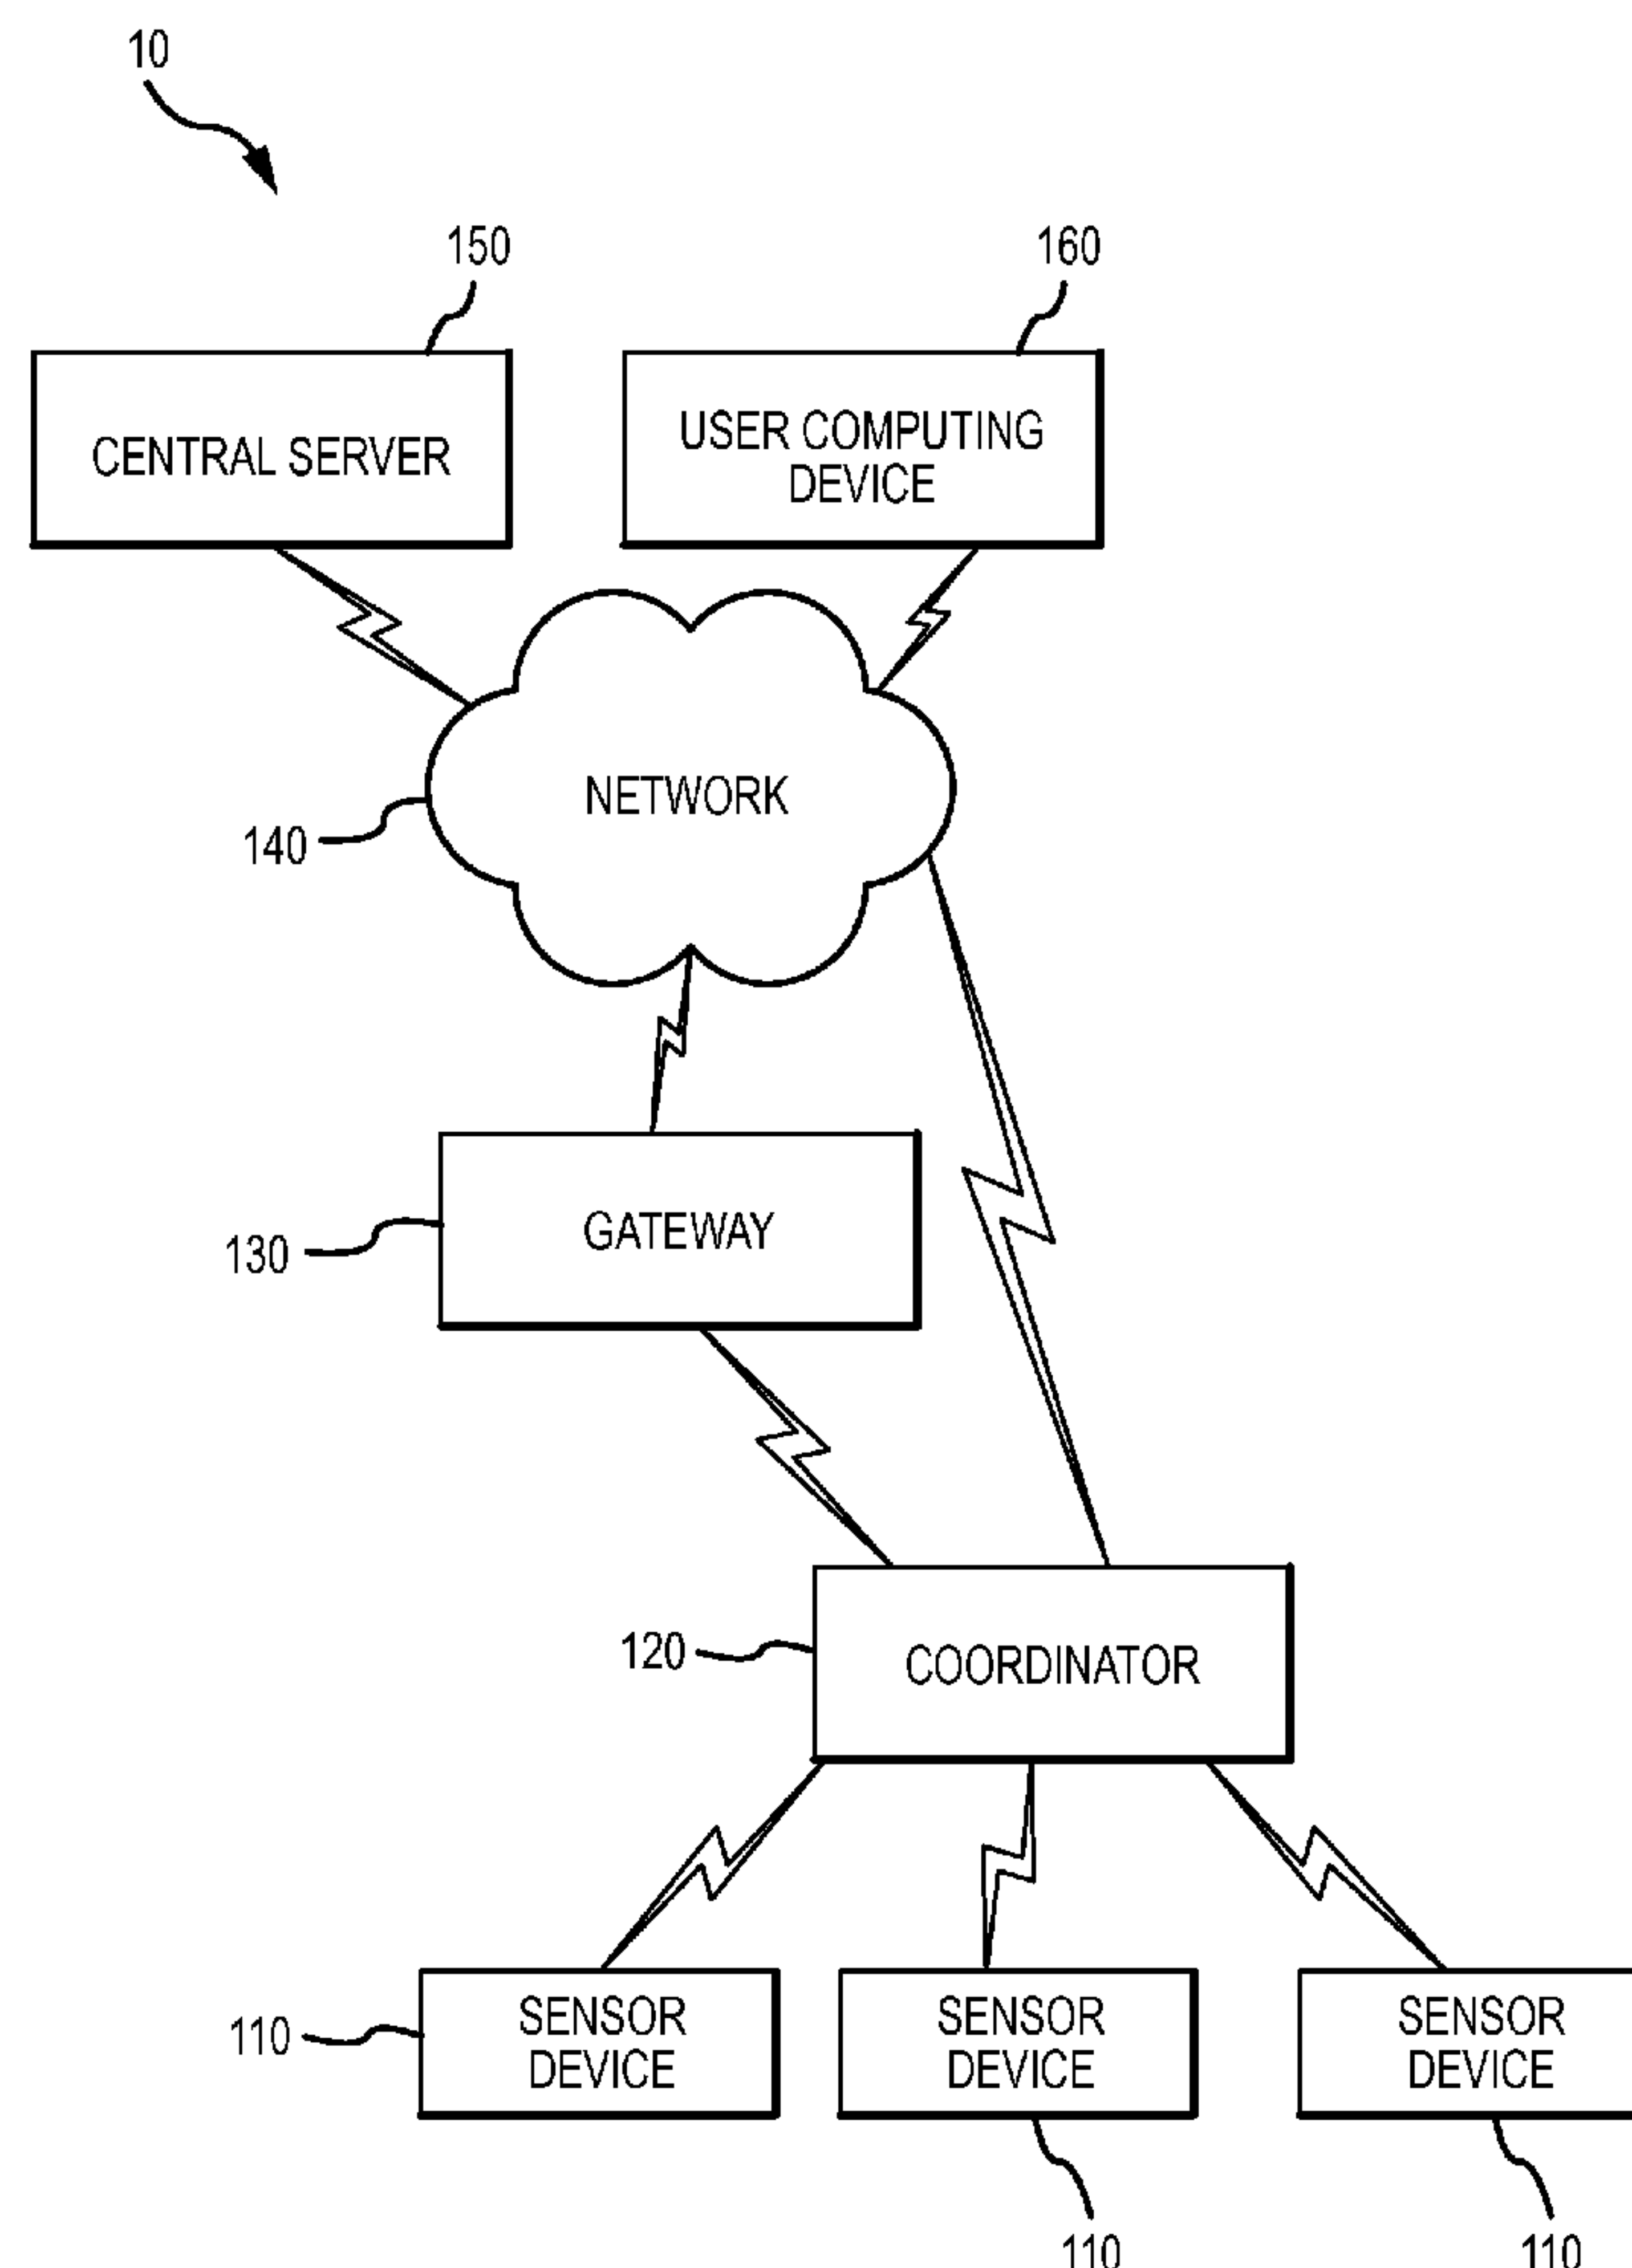 10
150
160
CENTRAL SERVER
USER COMPUTING
DEVICE
NETWORK
140
GATEWAY
130
120
COORDINATOR
110
SENSOR
DEVICE
SENSOR
DEVICE
SENSOR
DEVICE
110
110